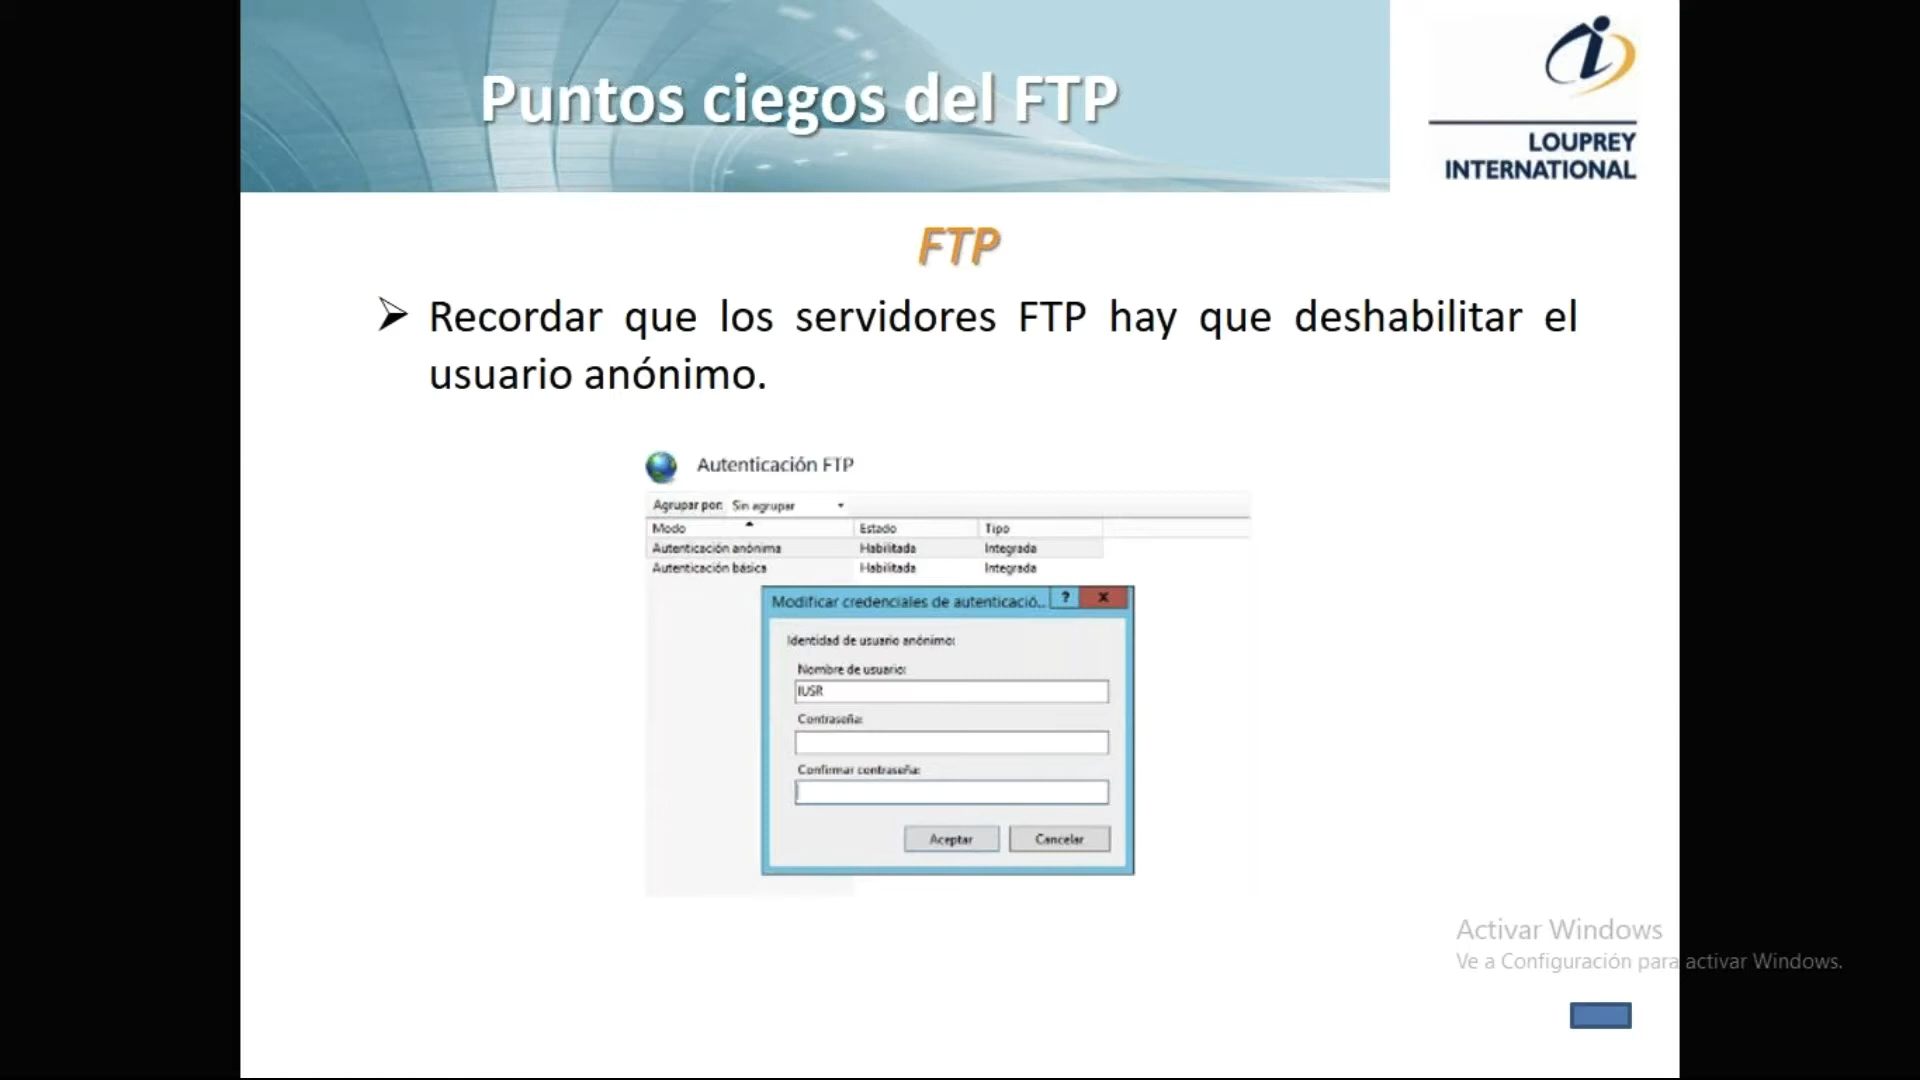 Puntos ciegos del FTP
LOUPREY
INTERNATIONAL
FTP
Recordar que los servidores FTP hay que deshabilitar el
usuario anónimo.
Autenticación FTP
Agrupar por: Sin agrupar
Modo Estado Tipo
Autenticación anónima Habilitada Integrada
Autenticación básica Habilitada Integrada
Modificar credenciales de autenticació... ? X
Identidad de usuario anónimo:
Nombre de usuario:
IUSR
Contraseña:
Confirmar contraseña:
Aceptar Cancelar
Activar Windows
Ve a Configuración para activar Windows.